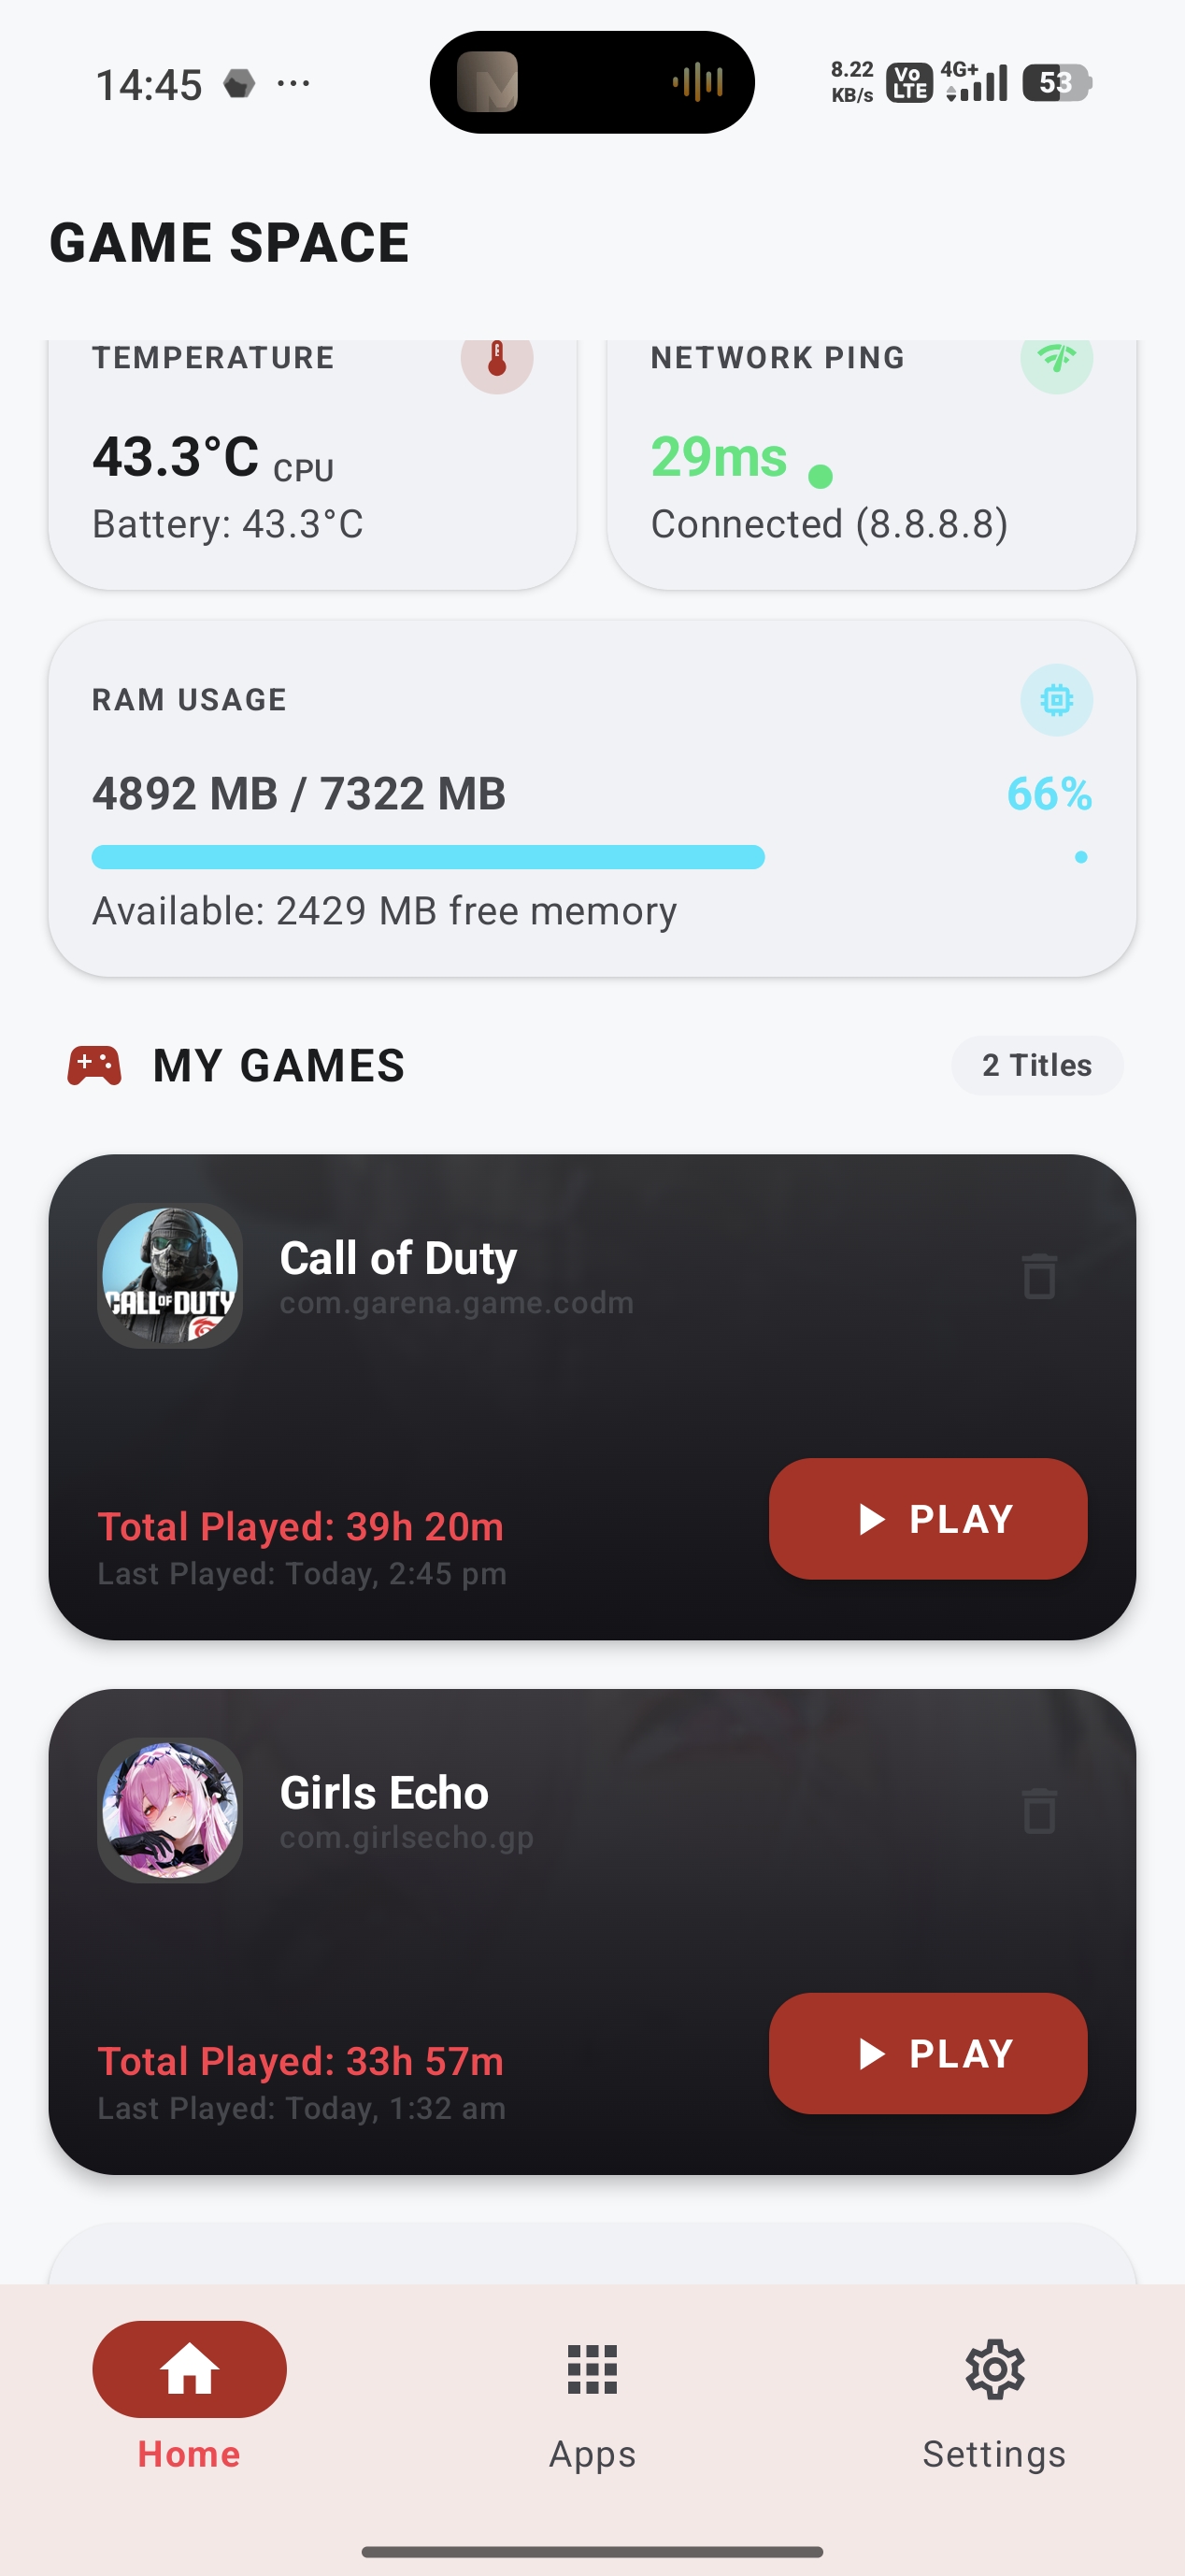 14:45 ...
8.22 KB/s Vo LTE 4G+ 53
GAME SPACE
TEMPERATURE
43.3°C CPU
Battery: 43.3°C
NETWORK PING
29ms
Connected (8.8.8.8)
RAM USAGE
4892 MB / 7322 MB 66%
Available: 2429 MB free memory
MY GAMES 2 Titles
CALL OF DUTY
Call of Duty
com.garena.game.codm
Total Played: 39h 20m
Last Played: Today, 2:45 pm
PLAY
Girls Echo
com.girlsecho.gp
Total Played: 33h 57m
Last Played: Today, 1:32 am
PLAY
Home Apps Settings